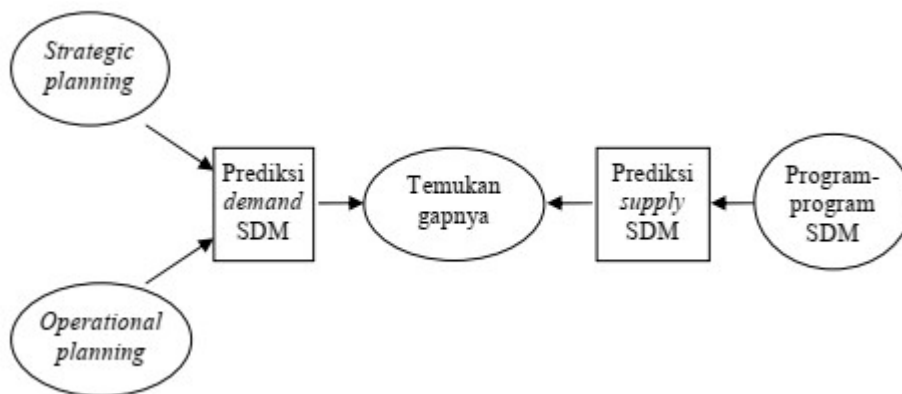 Strategic
planning
Prediksi
demand
SDM
Temukan
gapnya
Prediksi
supply
SDM
Program-
program
SDM
Operational
planning